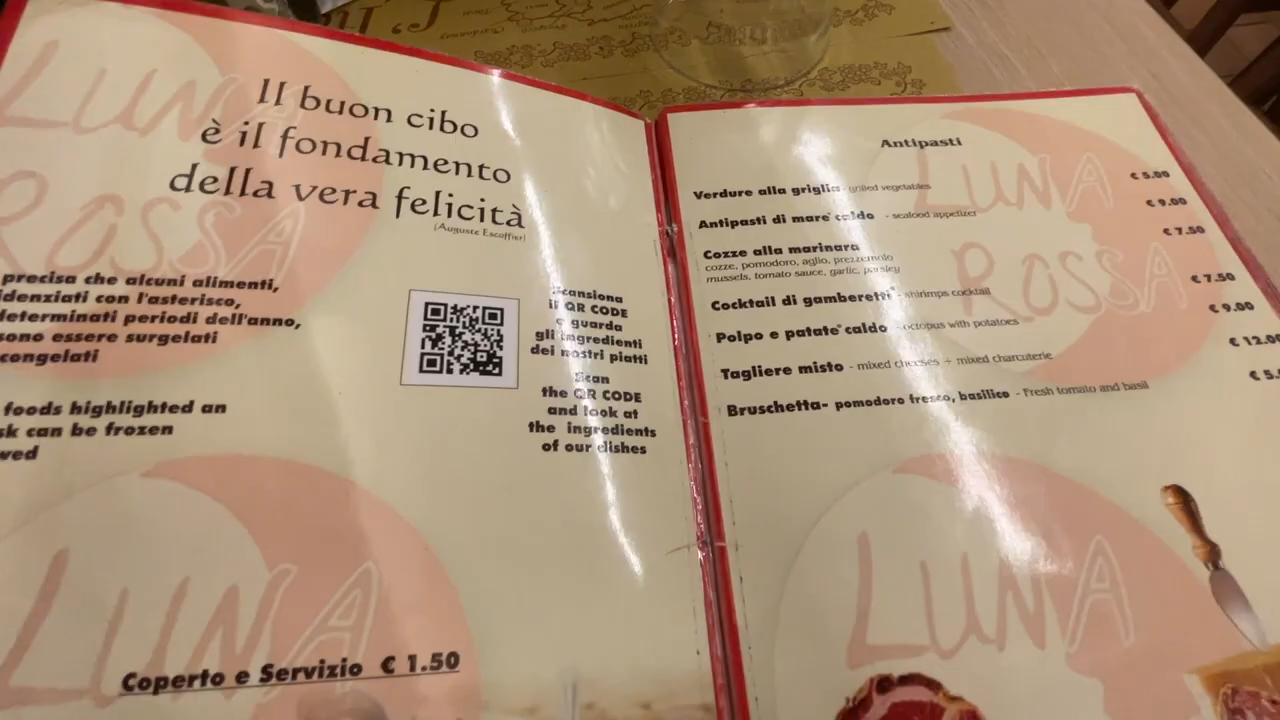 Il buon cibo
è il fondamento
della vera felicità
(Auguste Escoffier)
precisa che alcuni alimenti,
denziati con l'asterisco,
determinati periodi dell'anno,
sono essere surgelati
congelati
foods highlighted an
sk can be frozen
wed
Scansiona
il QR CODE
e guarda
gli ingredienti
dei nostri piatti
Scan
the QR CODE
and look at
the ingredients
of our dishes
Coperto e Servizio € 1.50
Antipasti
Verdure alla griglia - grilled vegetables € 5.00
Antipasti di mare* caldo - seafood appetizer € 9.00
Cozze alla marinara € 7.50
cozze, pomodoro, aglio, prezzemolo
mussels, tomato sauce, garlic, parsley
Cocktail di gamberetti* - shirimps cocktail € 7.50
Polpo e patate* caldo - octopus with potatoes € 9.00
Tagliere misto - mixed cheeses + mixed charcuterie € 12.00
Bruschetta- pomodoro fresco, basilico - Fresh tomato and basil € 5.
LUNA
ROSSA
LUNA
LUNA
ROSSA
LUNA